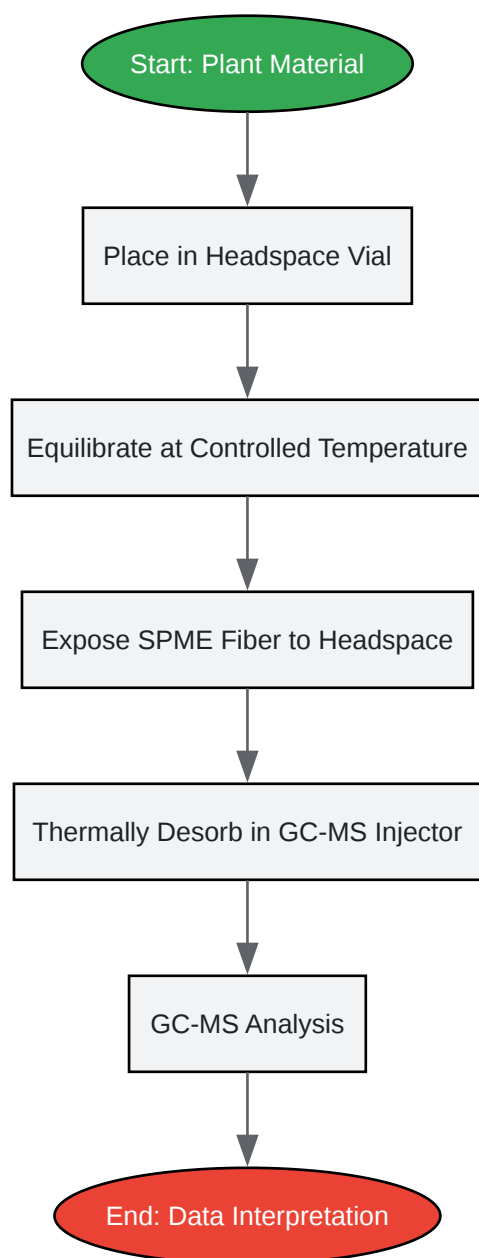 Start: Plant Material
Place in Headspace Vial
Equilibrate at Controlled Temperature
Expose SPME Fiber to Headspace
Thermally Desorb in GC-MS Injector
GC-MS Analysis
End: Data Interpretation